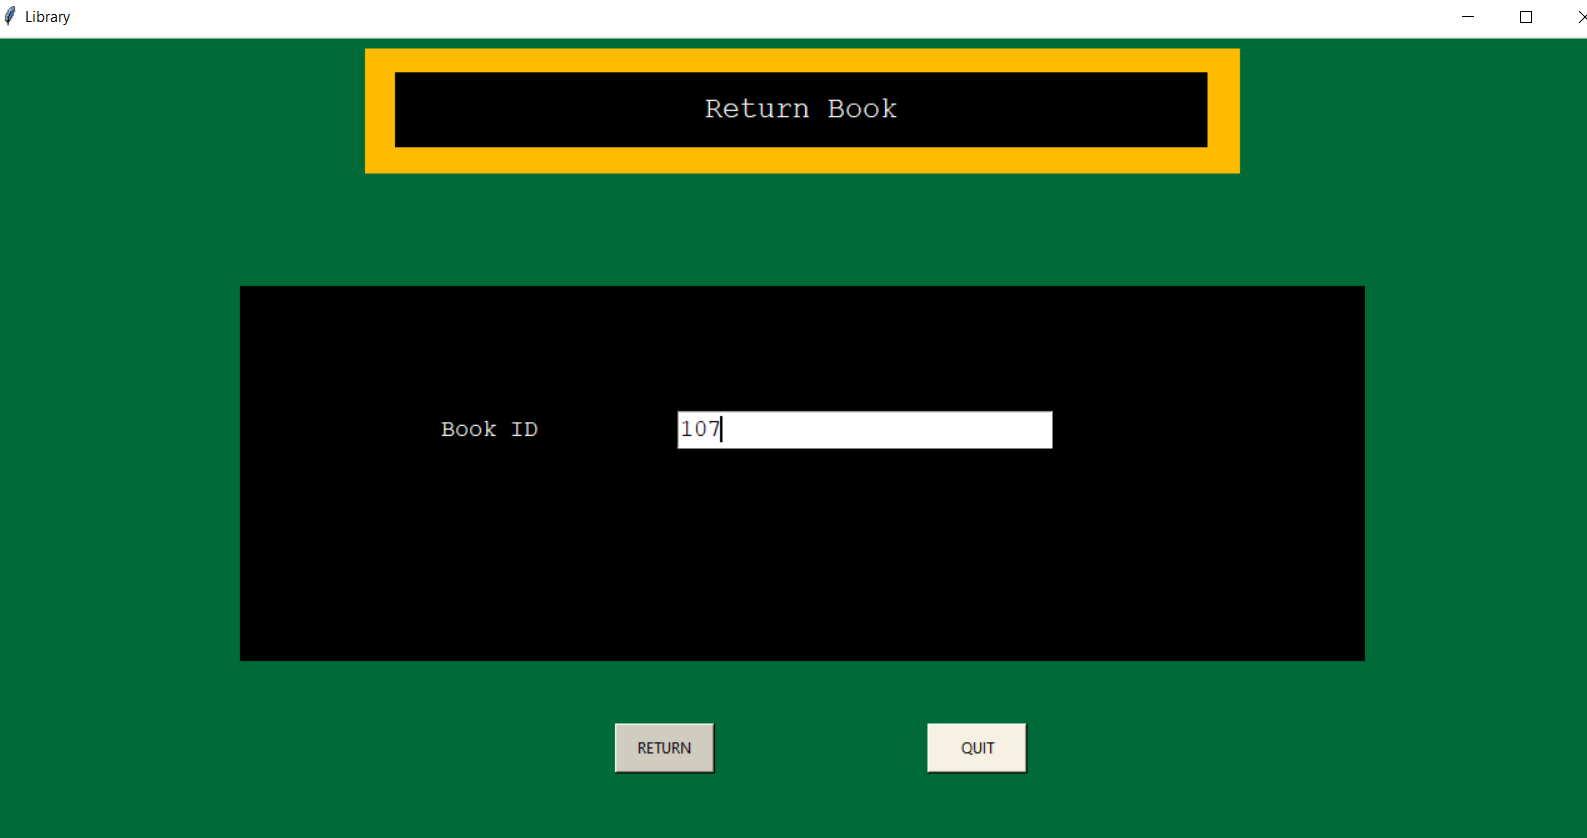 Library
Return Book
Book ID
107
RETURN
QUIT